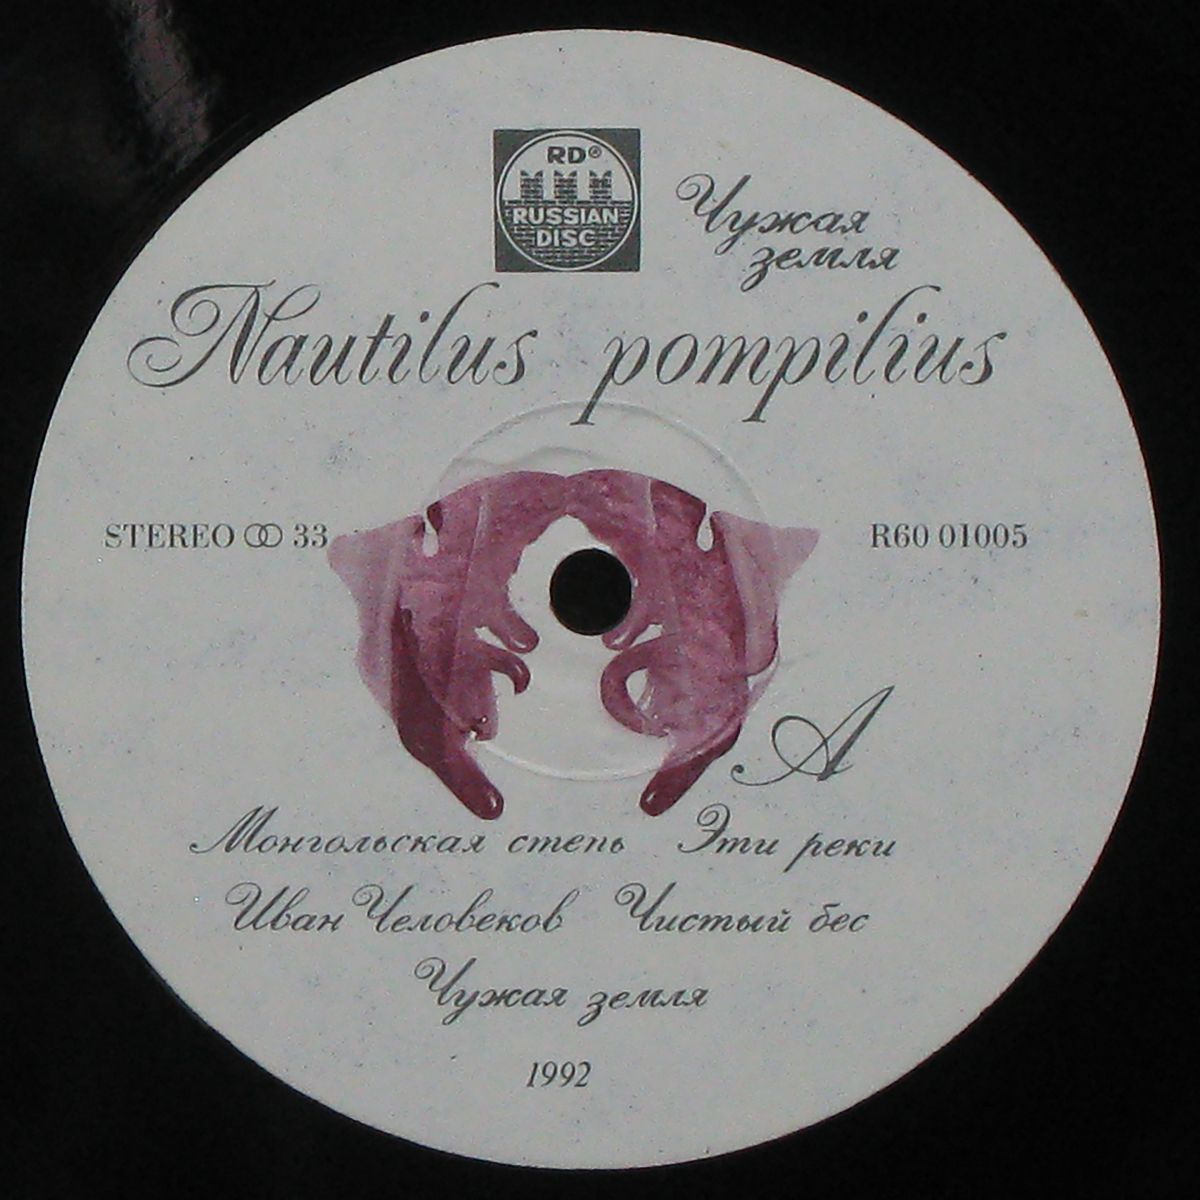 RD®
RUSSIAN
DISC
Чужая
земля
Nautilus pompilius
STEREO 33
R60 01005
A
Монгольская степь Эти реки
Иван Человеков Чистый бес
Чужая земля
1992